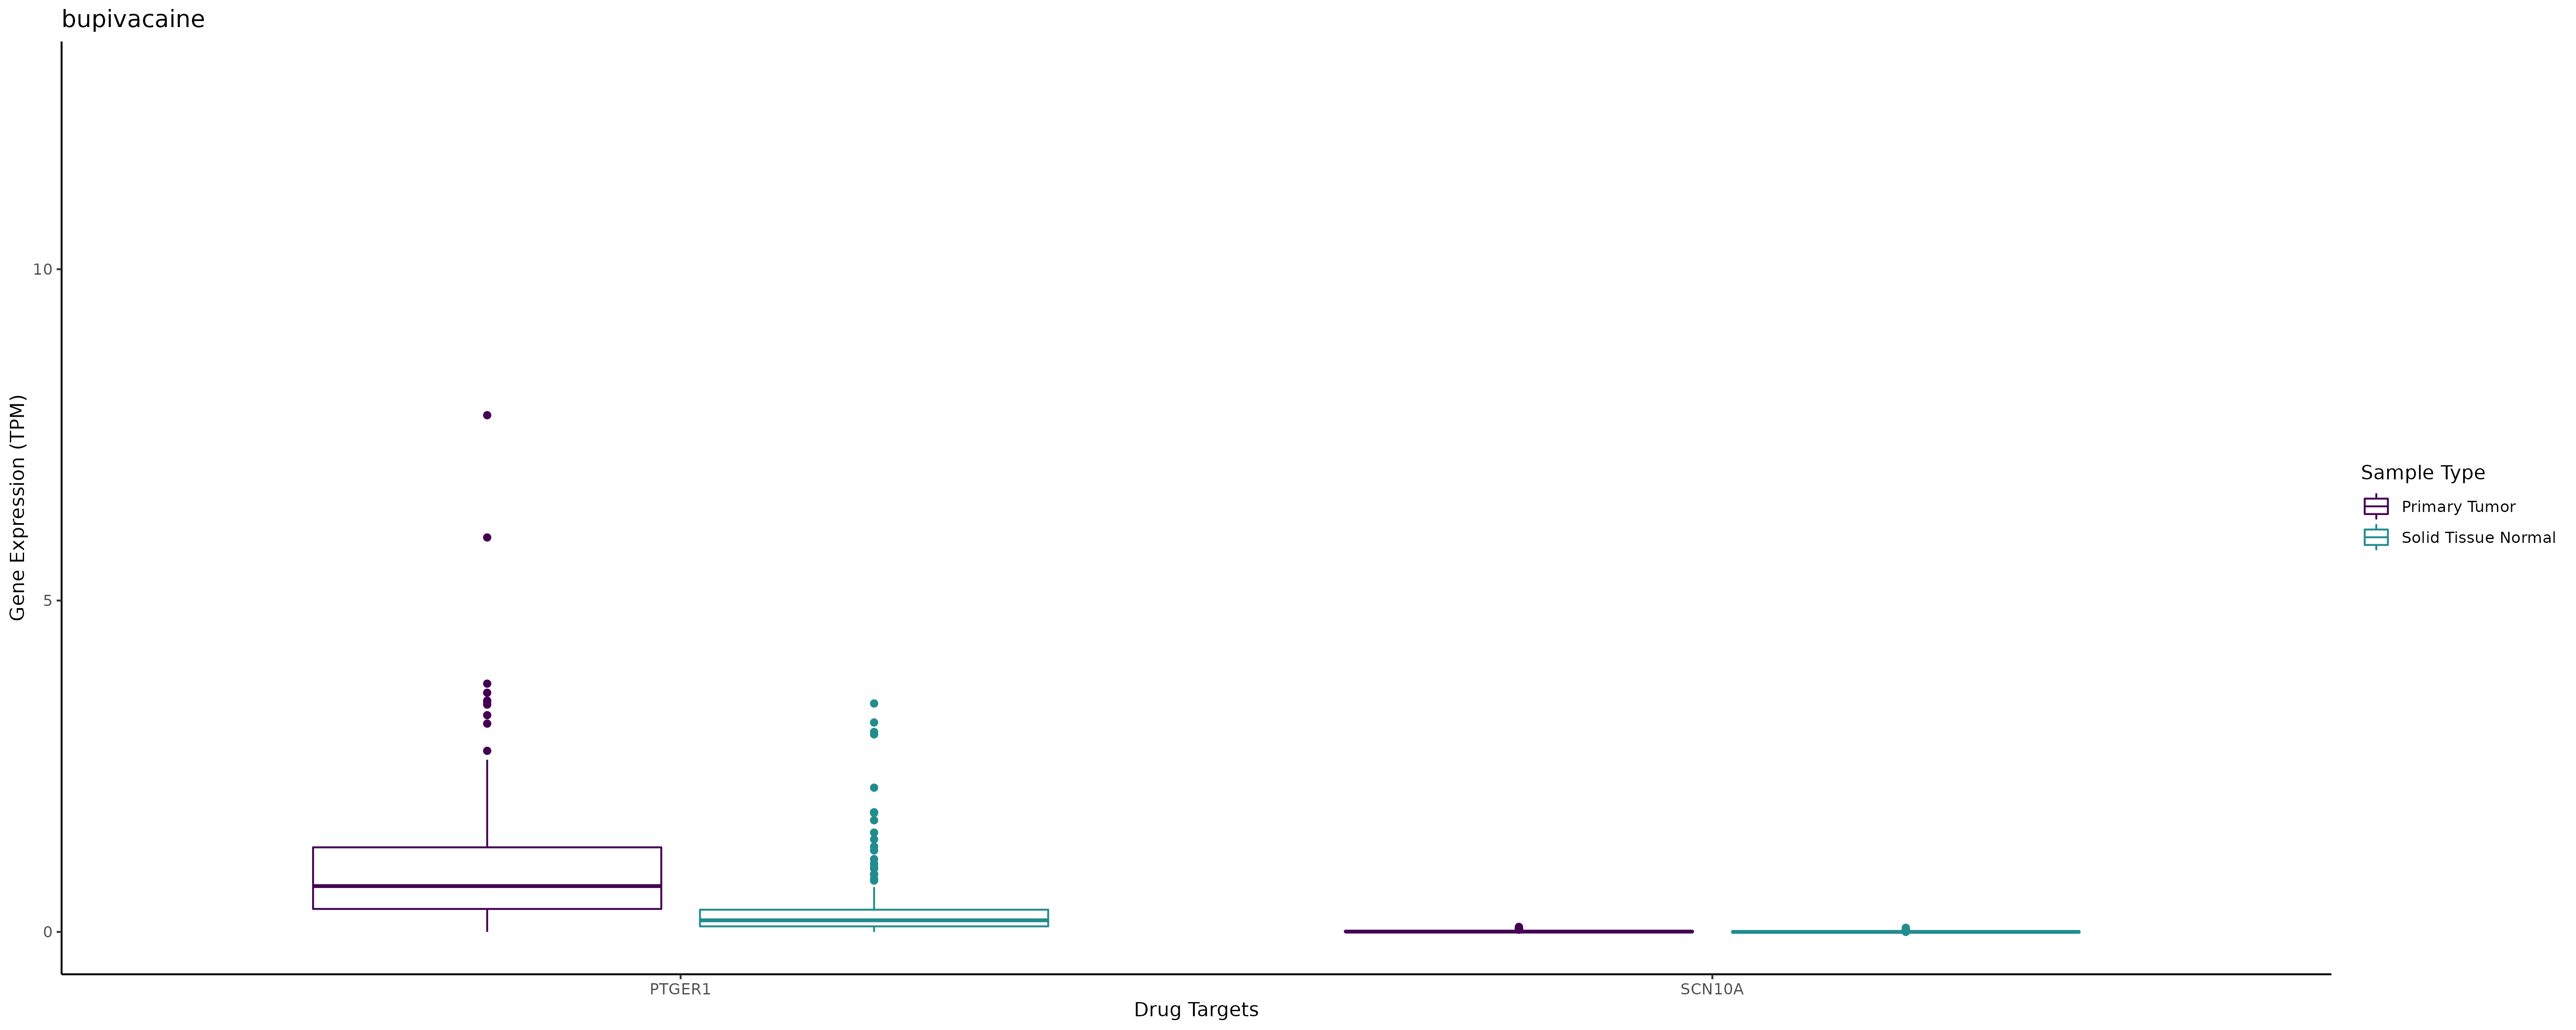 bupivacaine
Gene Expression (TPM)
10
5
0
PTGER1
SCN10A
Drug Targets
Sample Type
Primary Tumor
Solid Tissue Normal